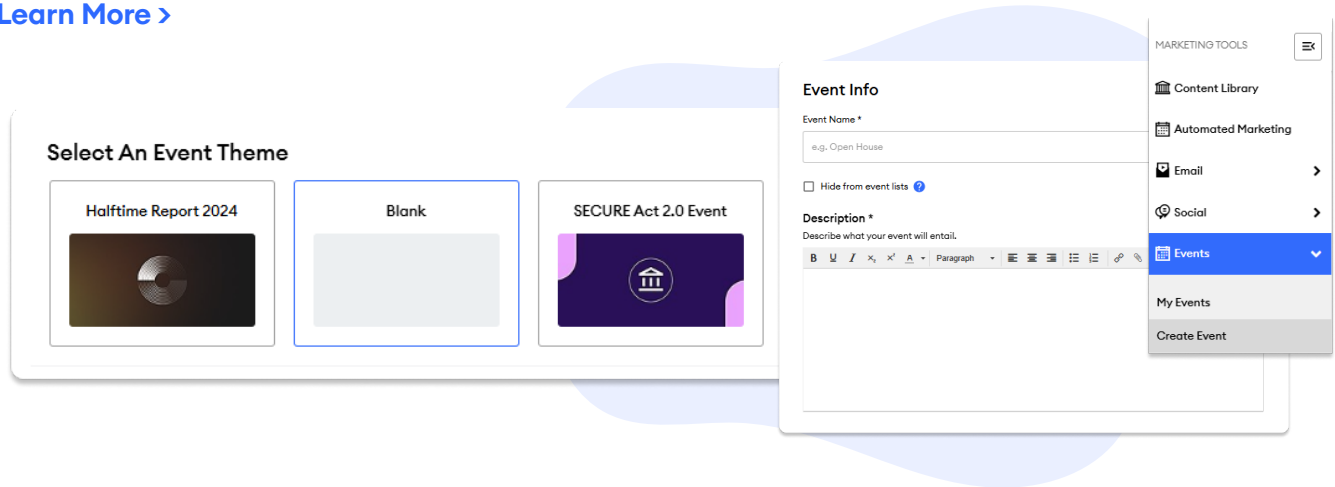 Learn More >
Select An Event Theme
Halftime Report 2024
Blank
SECURE Act 2.0 Event
Event Info
Event Name *
e.g. Open House
Hide from event lists ?
Description *
Describe what your event will entail.
B U I X, X' A Paragraph
MARKETING TOOLS
Content Library
Automated Marketing
Email
Social
Events
My Events
Create Event